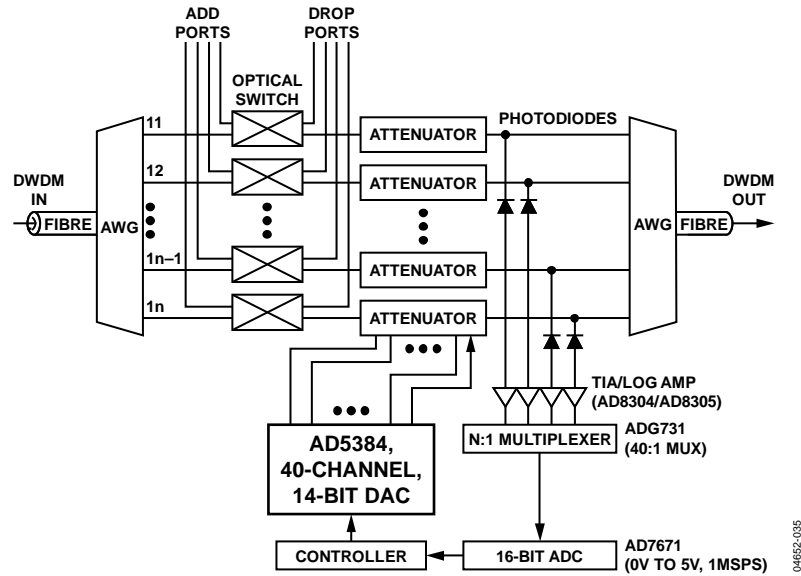 ADD
PORTS
DROP
PORTS
OPTICAL
SWITCH
PHOTODIODES
11
ATTENUATOR
12
ATTENUATOR
DWDM
IN
FIBRE
AWG
AWG
FIBRE
DWDM
OUT
1n–1
ATTENUATOR
1n
ATTENUATOR
TIA/LOG AMP
(AD8304/AD8305)
AD5384,
40-CHANNEL,
14-BIT DAC
N:1 MULTIPLEXER
ADG731
(40:1 MUX)
CONTROLLER
16-BIT ADC
AD7671
(0V TO 5V, 1MSPS)
04652-035